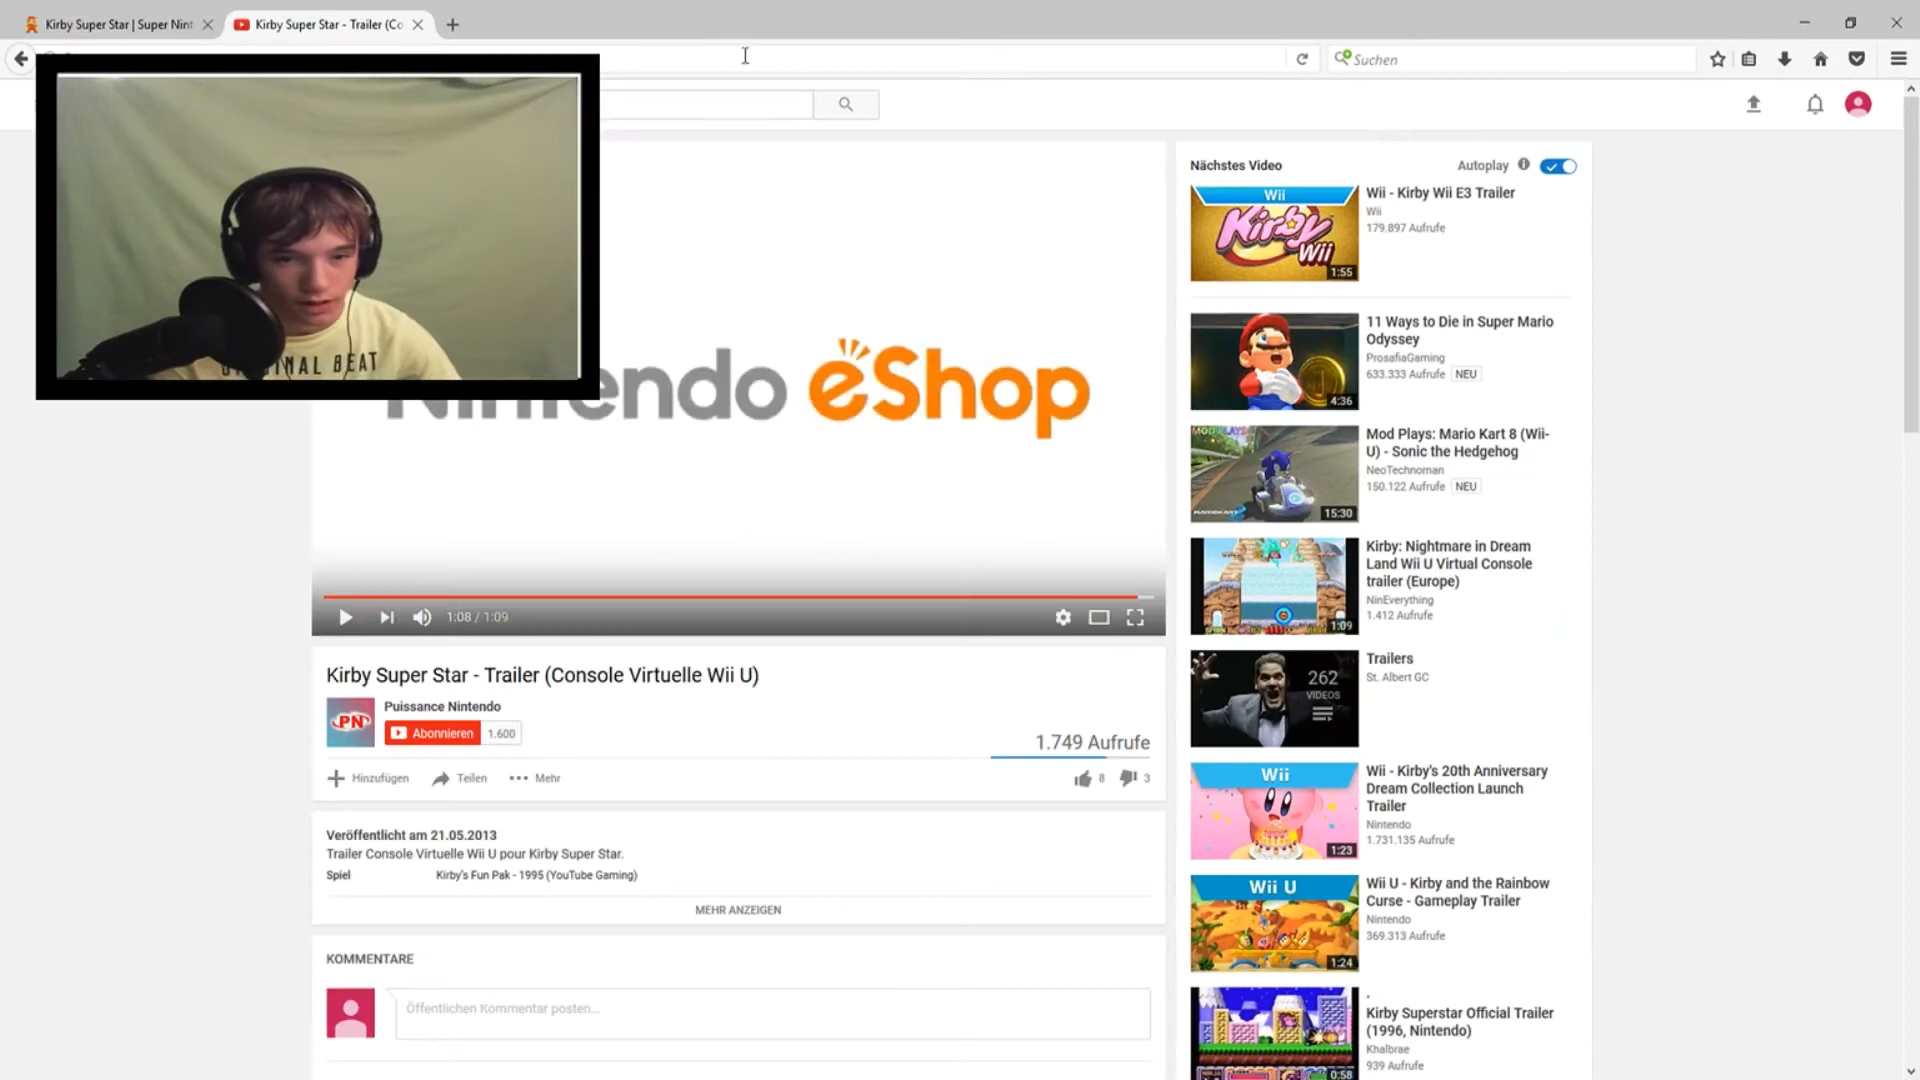 Kirby Super Star | Super Nint
Kirby Super Star - Trailer (Co
Suchen
INAL BEAT
Nintendo eShop
1:08 / 1:09
Kirby Super Star - Trailer (Console Virtuelle Wii U)
PN
Puissance Nintendo
Abonnieren
1.600
1.749 Aufrufe
Hinzufügen
Teilen
Mehr
8
3
Veröffentlicht am 21.05.2013
Trailer Console Virtuelle Wii U pour Kirby Super Star.
Spiel
Kirby's Fun Pak - 1995 (YouTube Gaming)
MEHR ANZEIGEN
KOMMENTARE
Öffentlichen Kommentar posten...
Nächstes Video
Autoplay
Wii
Kirby Wii
1:55
Wii - Kirby Wii E3 Trailer
Wii
179.897 Aufrufe
4:36
11 Ways to Die in Super Mario
Odyssey
ProsafiaGaming
633.333 Aufrufe NEU
MOD PLAYS
15:30
Mod Plays: Mario Kart 8 (Wii-
U) - Sonic the Hedgehog
NeoTechnoman
150.122 Aufrufe NEU
1:09
Kirby: Nightmare in Dream
Land Wii U Virtual Console
trailer (Europe)
NinEverything
1.412 Aufrufe
262
VIDEOS
Trailers
St. Albert GC
Wii
1:23
Wii - Kirby's 20th Anniversary
Dream Collection Launch
Trailer
Nintendo
1.731.135 Aufrufe
Wii U
1:24
Wii U - Kirby and the Rainbow
Curse - Gameplay Trailer
Nintendo
369.313 Aufrufe
0:58
.
Kirby Superstar Official Trailer
(1996, Nintendo)
Khalbrae
939 Aufrufe